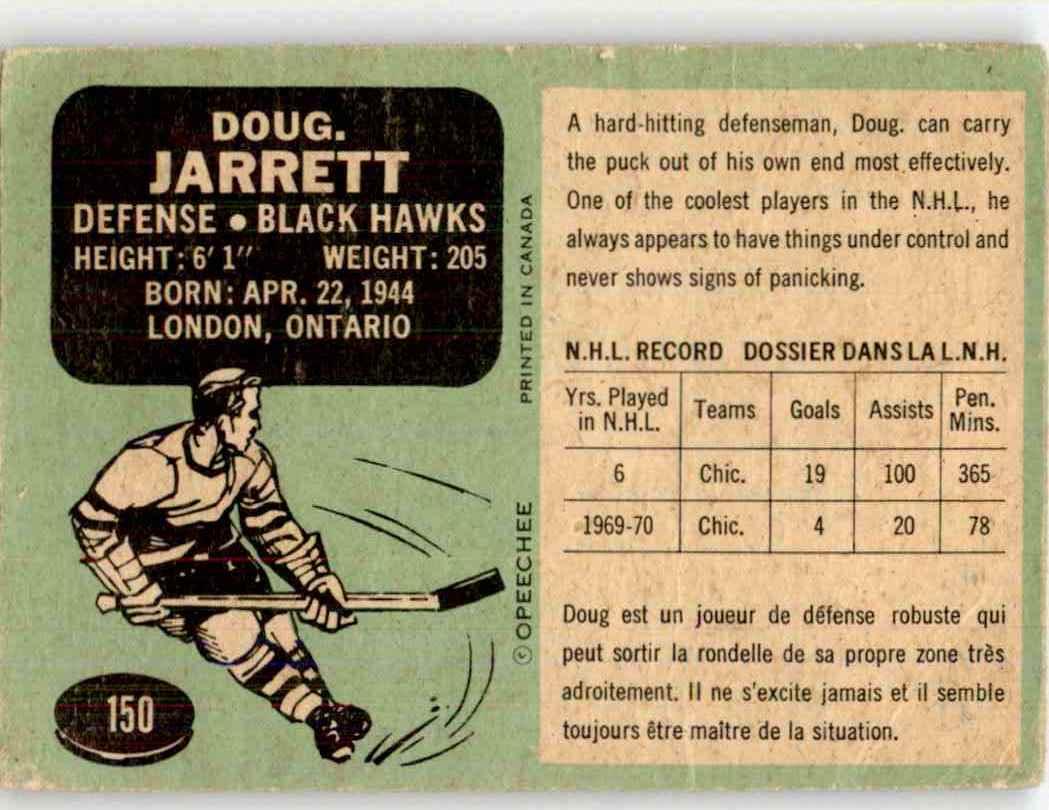 DOUG.
JARRETT
DEFENSE • BLACK HAWKS
HEIGHT: 6' 1" WEIGHT: 205
BORN: APR. 22, 1944
LONDON, ONTARIO
150
© OPEECHEE PRINTED IN CANADA
A hard-hitting defenseman, Doug. can carry
the puck out of his own end most effectively.
One of the coolest players in the N.H.L., he
always appears to have things under control and
never shows signs of panicking.
N.H.L. RECORD DOSSIER DANS LA L.N.H.
Yrs. Played in N.H.L. Teams Goals Assists Pen. Mins.
6 Chic. 19 100 365
1969-70 Chic. 4 20 78
Doug est un joueur de défense robuste qui
peut sortir la rondelle de sa propre zone très
adroitement. Il ne s'excite jamais et il semble
toujours être maître de la situation.